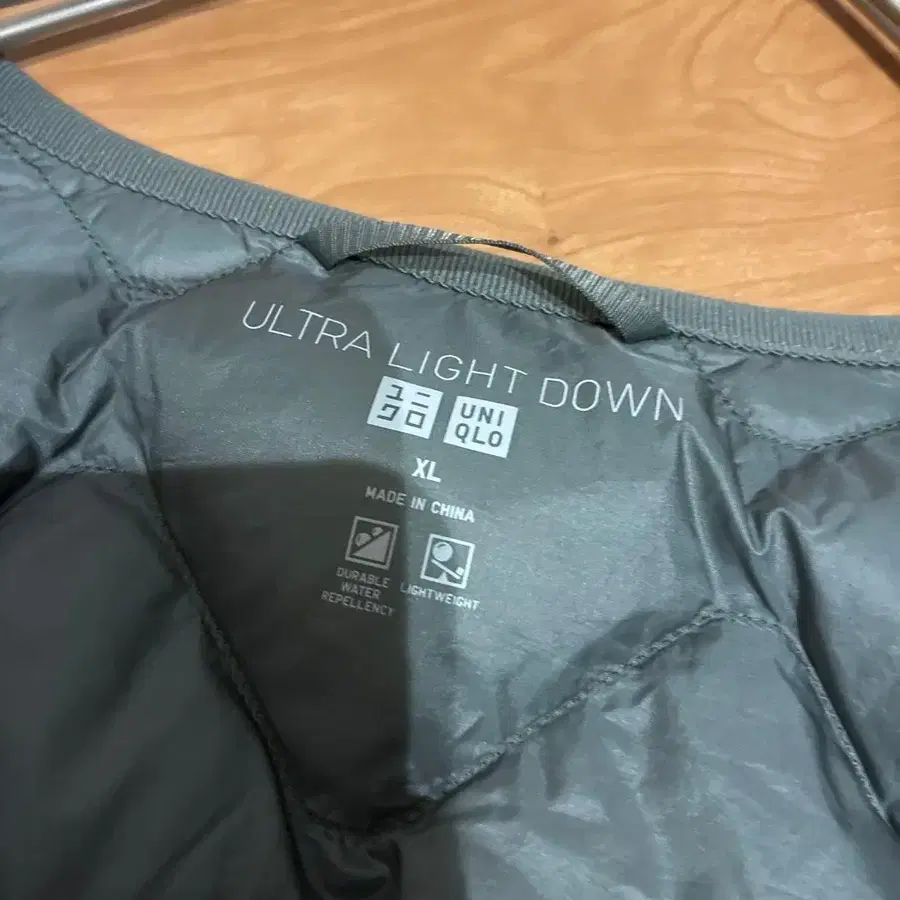 ULTRA LIGHT DOWN
ユニ
クロ
UNI
QLO
XL
MADE IN CHINA
DURABLE
WATER
REPELLENCY
LIGHTWEIGHT